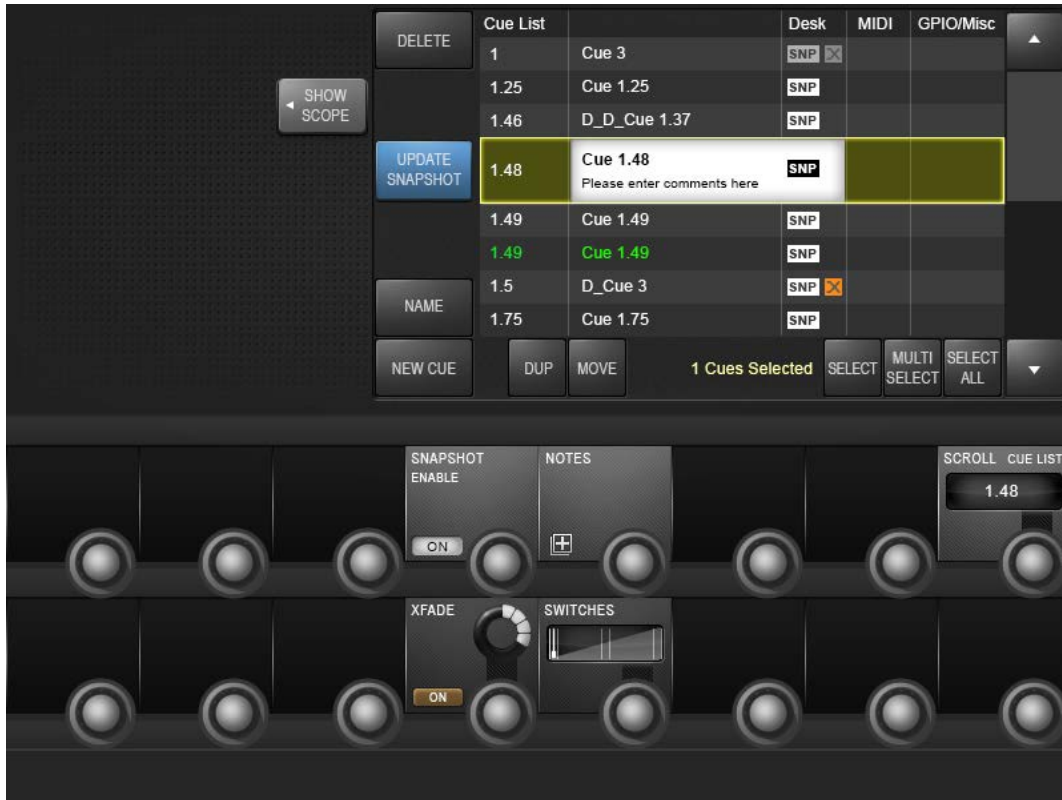 DELETE
SHOW
SCOPE
UPDATE
SNAPSHOT
NAME
NEW CUE
Cue List Desk MIDI GPIO/Misc
1 Cue 3 SNP
1.25 Cue 1.25 SNP
1.46 D_D_Cue 1.37 SNP
1.48 Cue 1.48 SNP
Please enter comments here
1.49 Cue 1.49 SNP
1.49 Cue 1.49 SNP
1.5 D_Cue 3 SNP
1.75 Cue 1.75 SNP
DUP
MOVE
1 Cues Selected
SELECT
MULTI
SELECT
SELECT
ALL
SNAPSHOT
ENABLE
ON
NOTES
SCROLL CUE LIST
1.48
XFADE
ON
SWITCHES